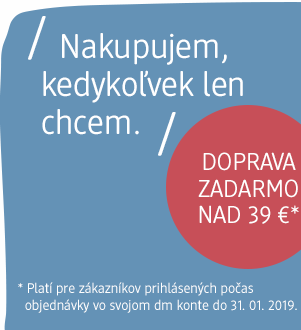 Nakupujem,
kedykoľvek len
chcem.
DOPRAVA
ZADARMO
NAD 39 €*
* Platí pre zákazníkov prihlásených počas
objednávky vo svojom dm konte do 31. 01. 2019.